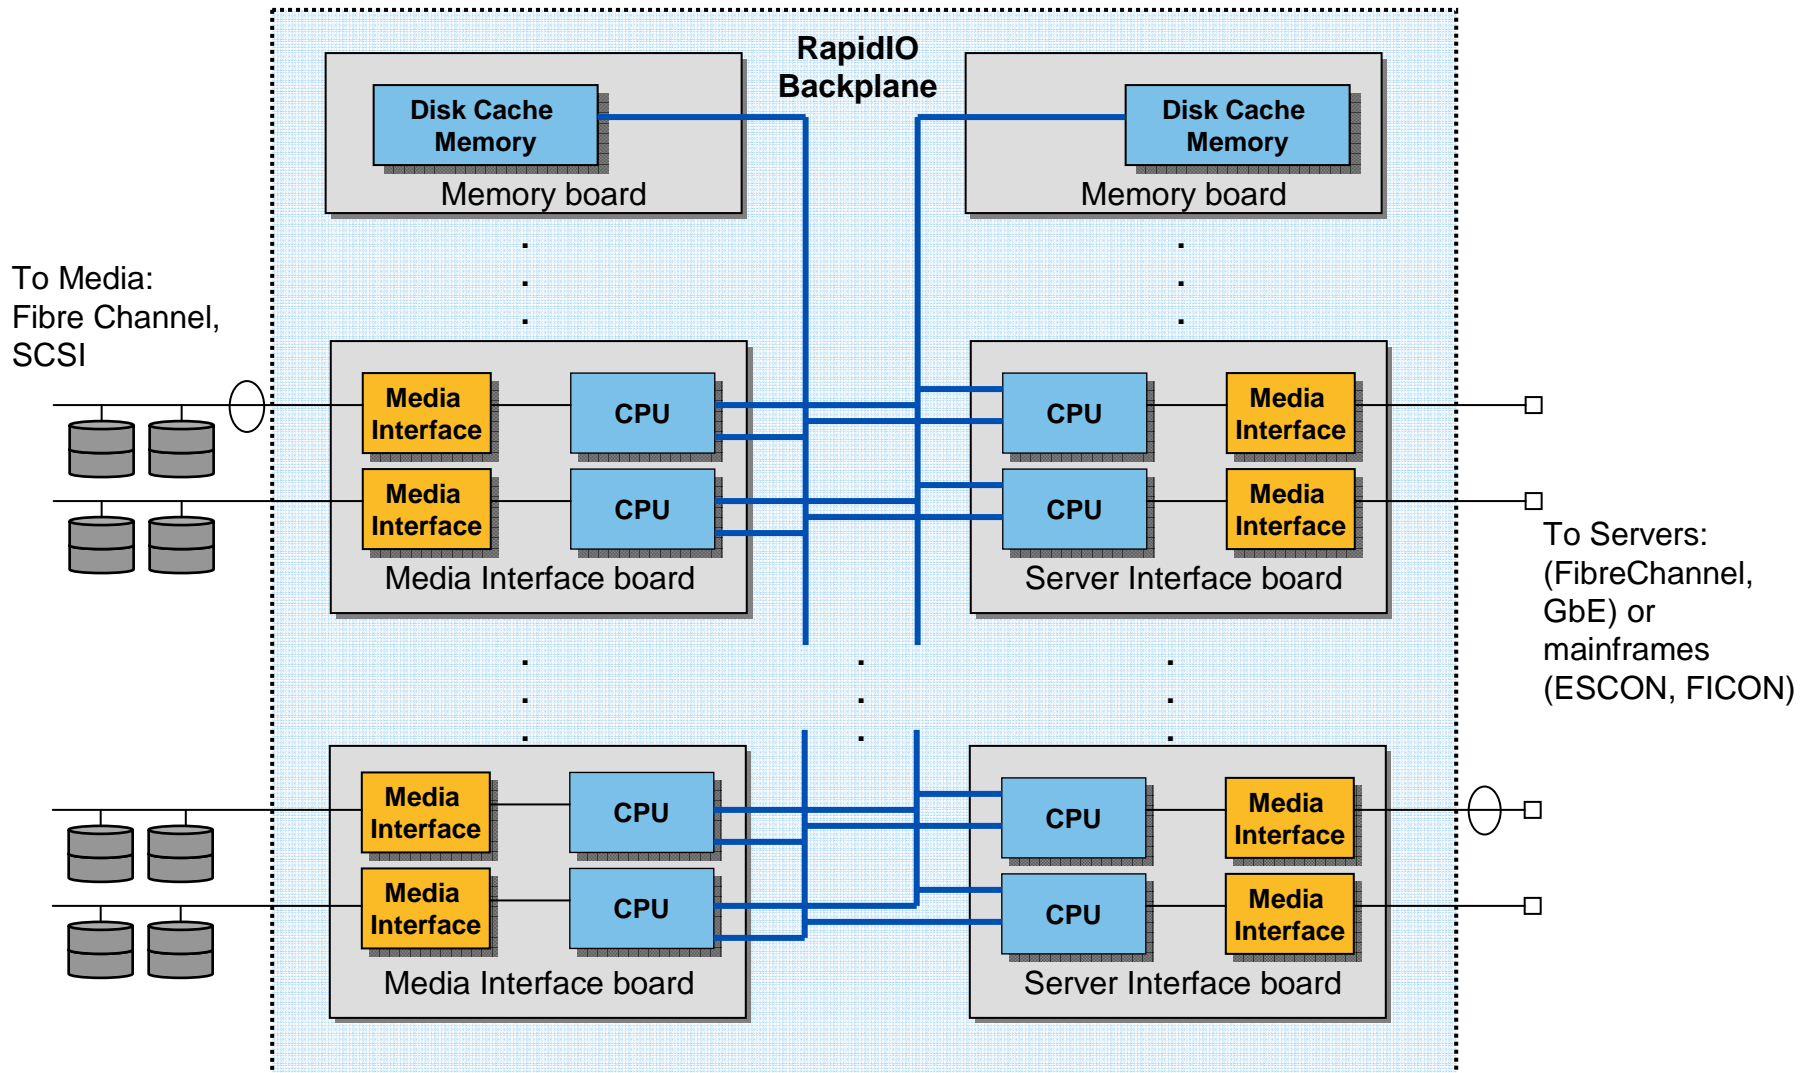 RapidIO
Backplane
Disk Cache
Memory
Memory board
Disk Cache
Memory
Memory board
To Media:
Fibre Channel,
SCSI
Media
Interface
CPU
Media
Interface
CPU
Media Interface board
CPU
Media
Interface
CPU
Media
Interface
Server Interface board
To Servers:
(FibreChannel,
GbE) or
mainframes
(ESCON, FICON)
Media
Interface
CPU
Media
Interface
CPU
Media Interface board
CPU
Media
Interface
CPU
Media
Interface
Server Interface board